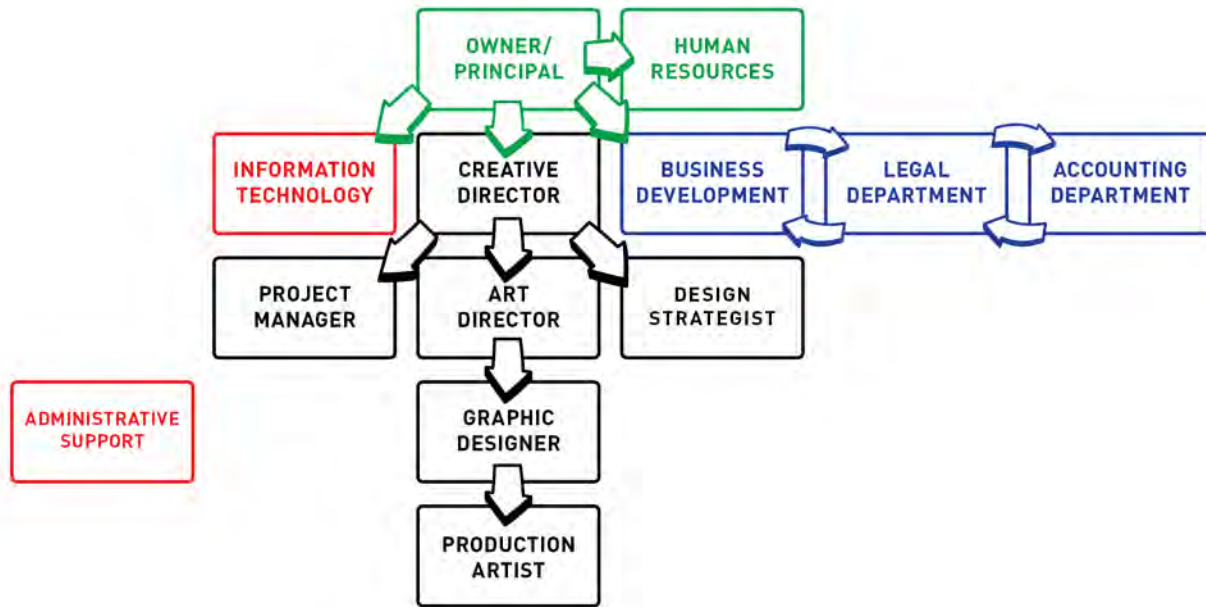 OWNER/
PRINCIPAL
HUMAN
RESOURCES
INFORMATION
TECHNOLOGY
CREATIVE
DIRECTOR
BUSINESS
DEVELOPMENT
LEGAL
DEPARTMENT
ACCOUNTING
DEPARTMENT
PROJECT
MANAGER
ART
DIRECTOR
DESIGN
STRATEGIST
ADMINISTRATIVE
SUPPORT
GRAPHIC
DESIGNER
PRODUCTION
ARTIST